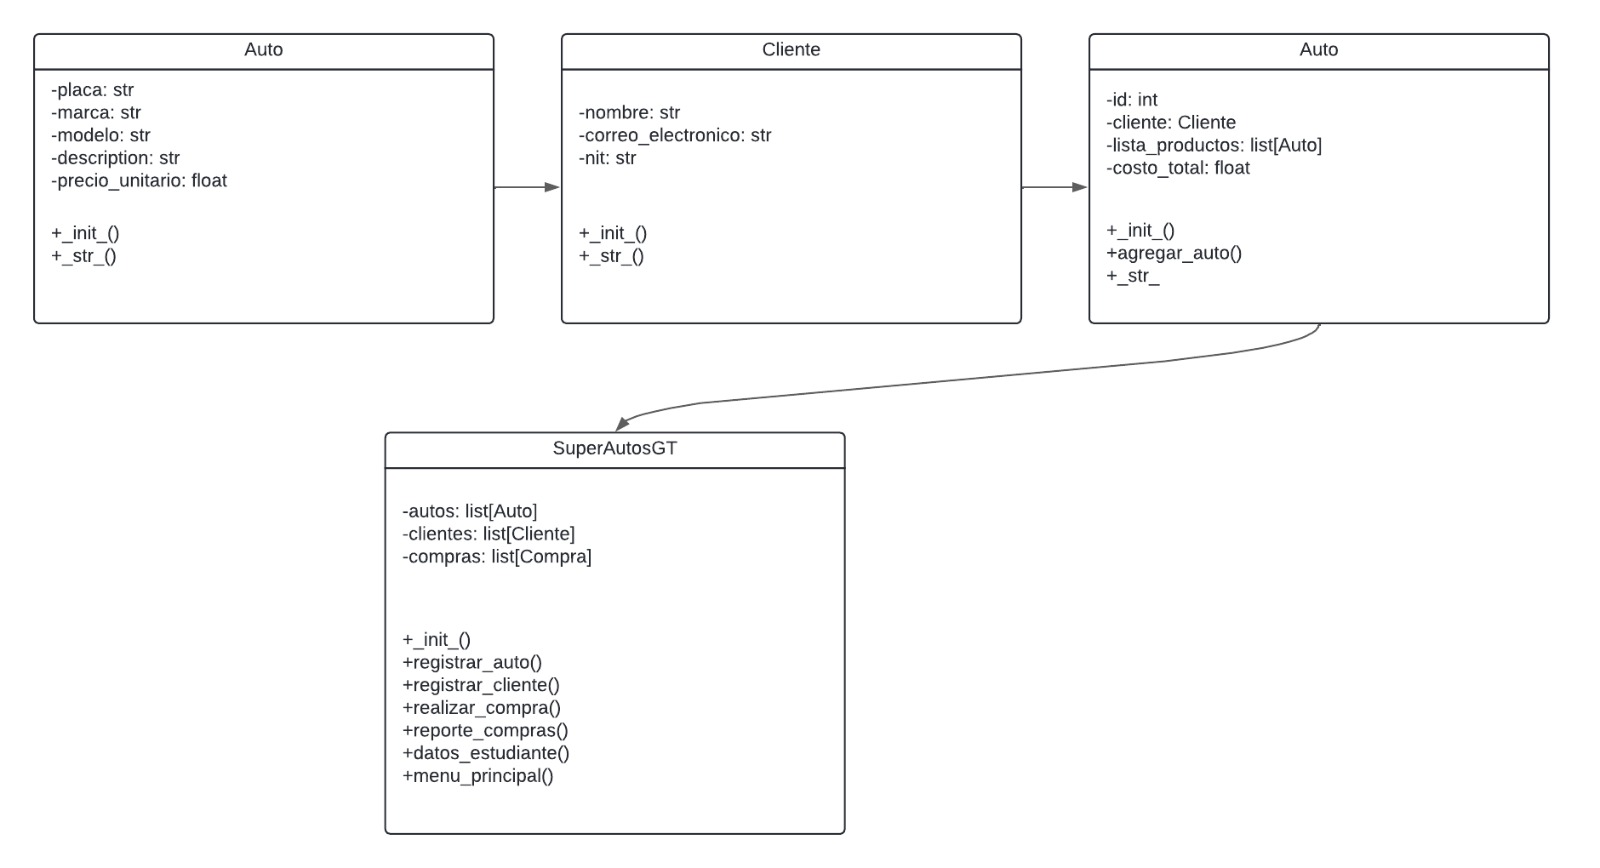 Auto
-placa: str
-marca: str
-modelo: str
-description: str
-precio_unitario: float
+_init_()
+_str_()
Cliente
-nombre: str
-correo_electronico: str
-nit: str
+_init_()
+_str_()
Auto
-id: int
-cliente: Cliente
-lista_productos: list[Auto]
-costo_total: float
+_init_()
+agregar_auto()
+_str_
SuperAutosGT
-autos: list[Auto]
-clientes: list[Cliente]
-compras: list[Compra]
+_init_()
+registrar_auto()
+registrar_cliente()
+realizar_compra()
+reporte_compras()
+datos_estudiante()
+menu_principal()